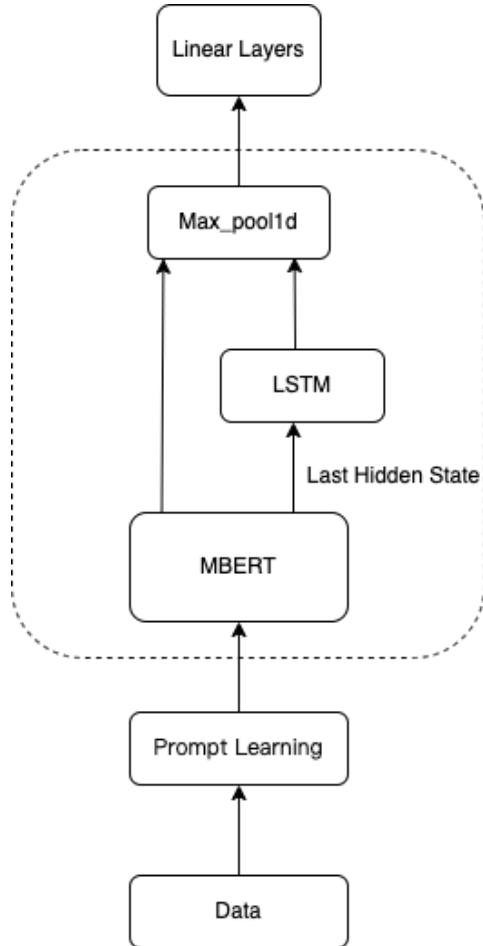 Linear Layers
Max_pool1d
LSTM
Last Hidden State
MBERT
Prompt Learning
Data